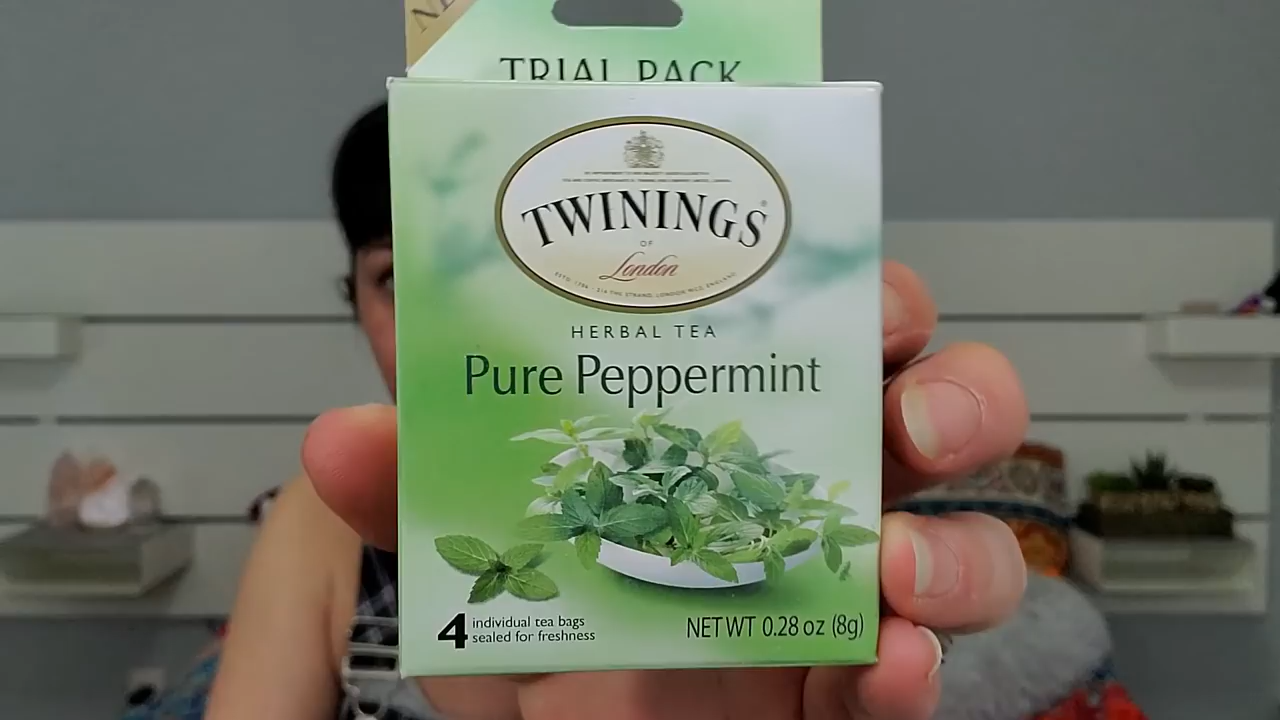 NE
TRIAL PACK
TWININGS®
OF
London
HERBAL TEA
Pure Peppermint
4 individual tea bags
sealed for freshness
NET WT 0.28 oz (8g)